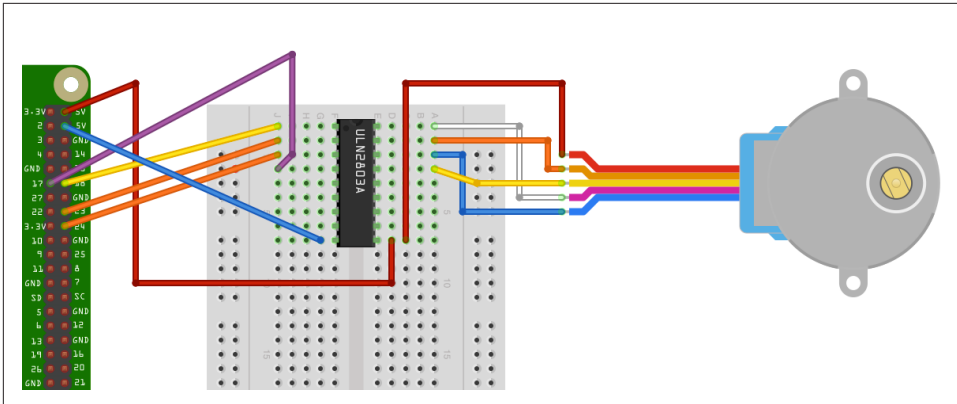 3.3V 5V
2 5V
3 GND
4 14
GND
17 18
27 GND
22 23
3.3V 24
10 GND
9 25
11 8
GND 7
SD SC
5 GND
6 12
13 GND
19 16
26 20
GND 21
J H G F E D B A
ULN2803A
5
10
15 15